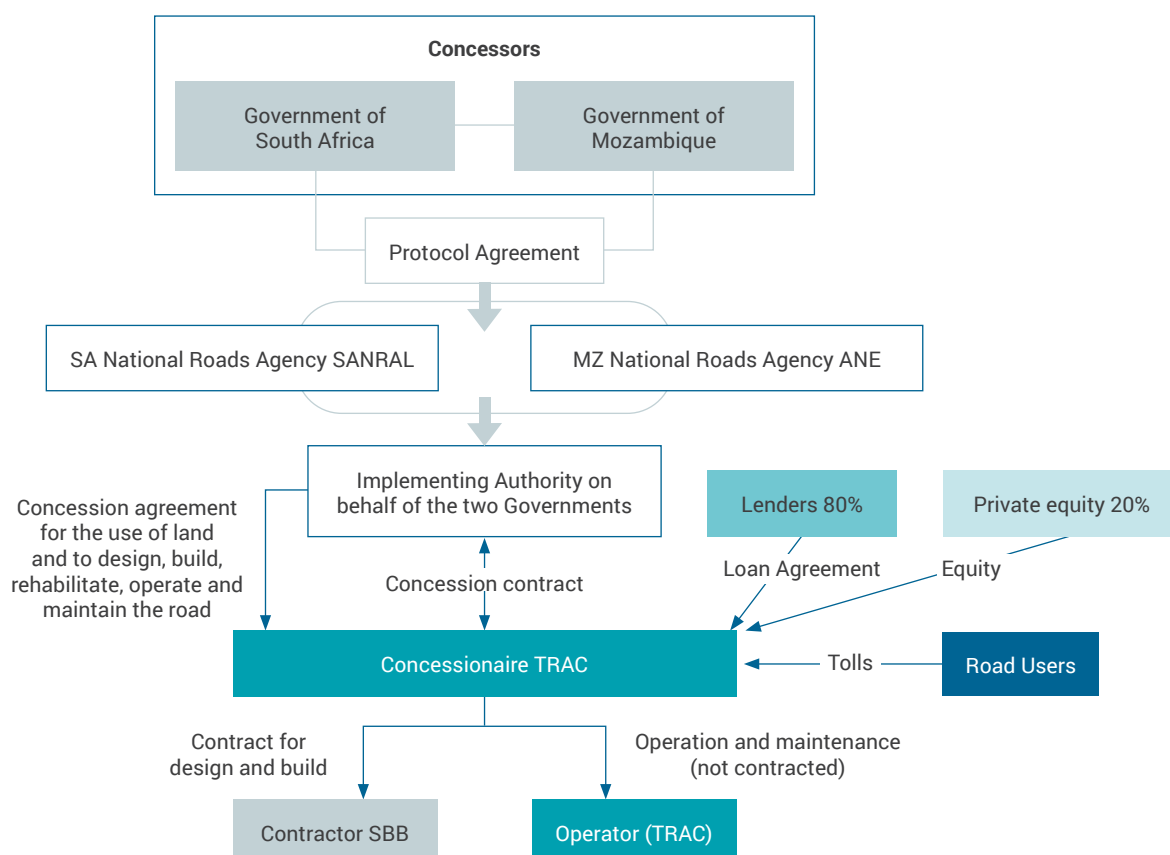 Concessors
Government of
South Africa
Government of
Mozambique
Protocol Agreement
SA National Roads Agency SANRAL
MZ National Roads Agency ANE
Implementing Authority on
behalf of the two Governments
Concession agreement
for the use of land
and to design, build,
rehabilitate, operate and
maintain the road
Lenders 80%
Private equity 20%
Concession contract
Loan Agreement
Equity
Concessionaire TRAC
Tolls
Road Users
Contract for
design and build
Operation and maintenance
(not contracted)
Contractor SBB
Operator (TRAC)